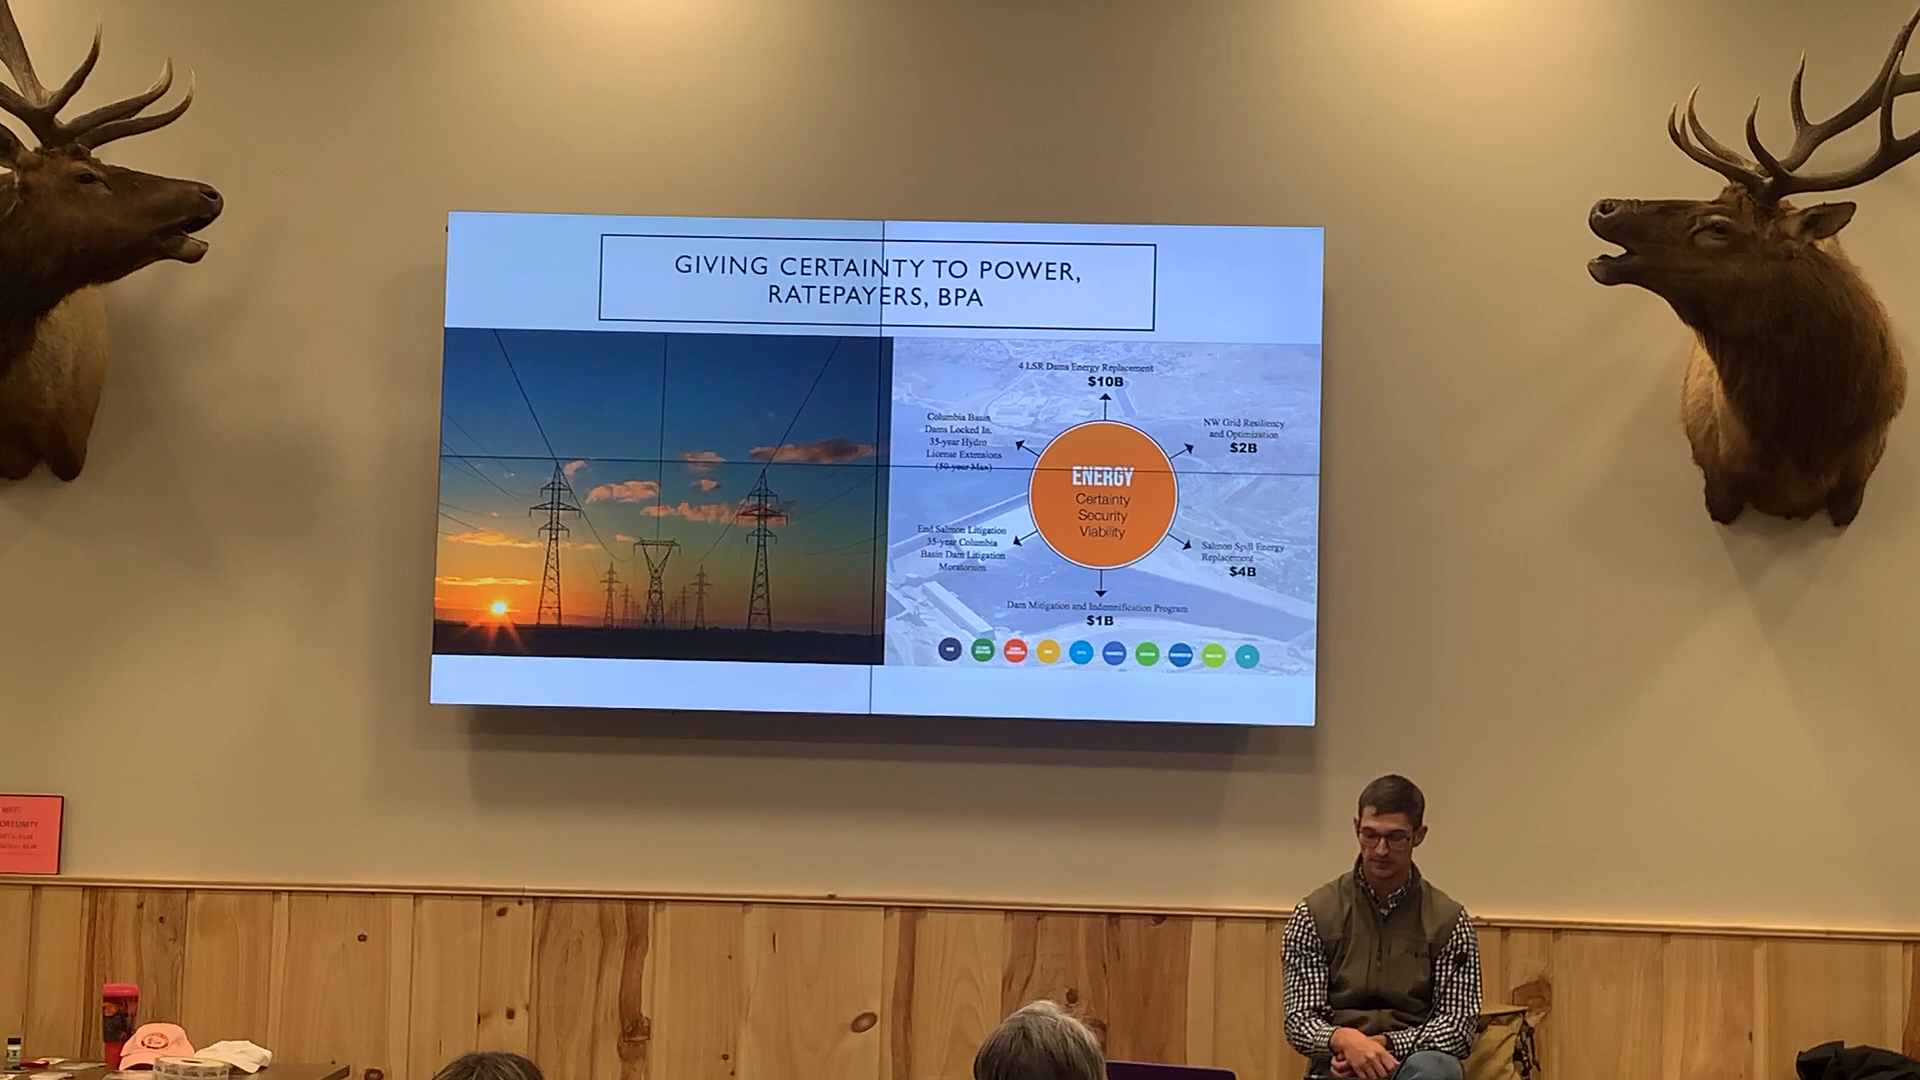 GIVING CERTAINTY TO POWER,
RATEPAYERS, BPA
4 LSR Dams Energy Replacement
$10B
Columbia Basin
Dams Locked In.
35-year Hydro
License Extensions
(50-year Max)
NW Grid Resiliency
and Optimization
$2B
ENERGY
Certainty
Security
Viability
End Salmon Litigation
35-year Columbia
Basin Dam Litigation
Moratorium
Salmon Spill Energy
Replacement
$4B
Dam Mitigation and Indemnification Program
$1B